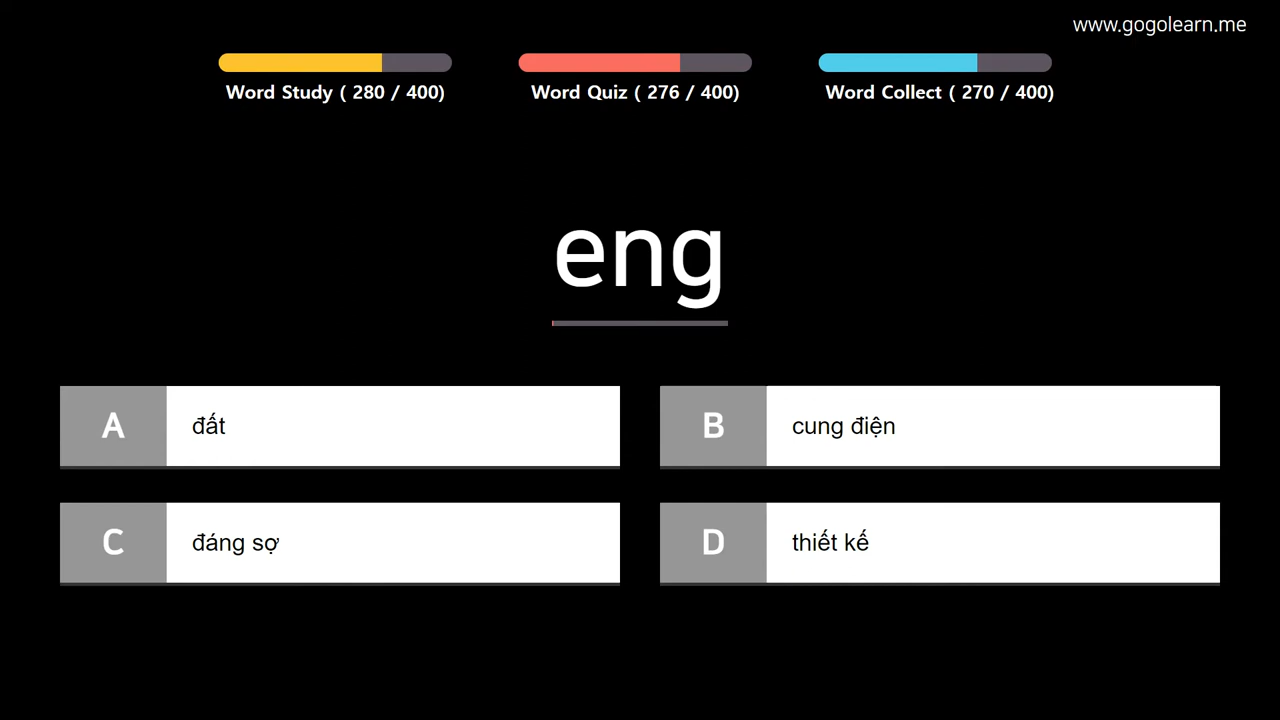 www.gogolearn.me
Word Study ( 280 / 400)
Word Quiz ( 276 / 400)
Word Collect ( 270 / 400)
eng
A đất
B cung điện
C đáng sợ
D thiết kế